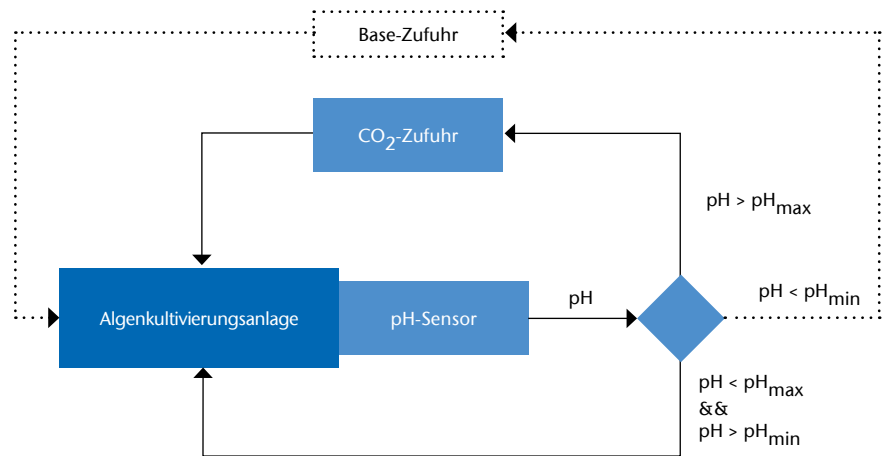 Base-Zufuhr
CO₂-Zufuhr
pH > pHmax
Algenkultivierungsanlage
pH-Sensor
pH
pH < pHmin
pH < pHmax
&&
pH > pHmin